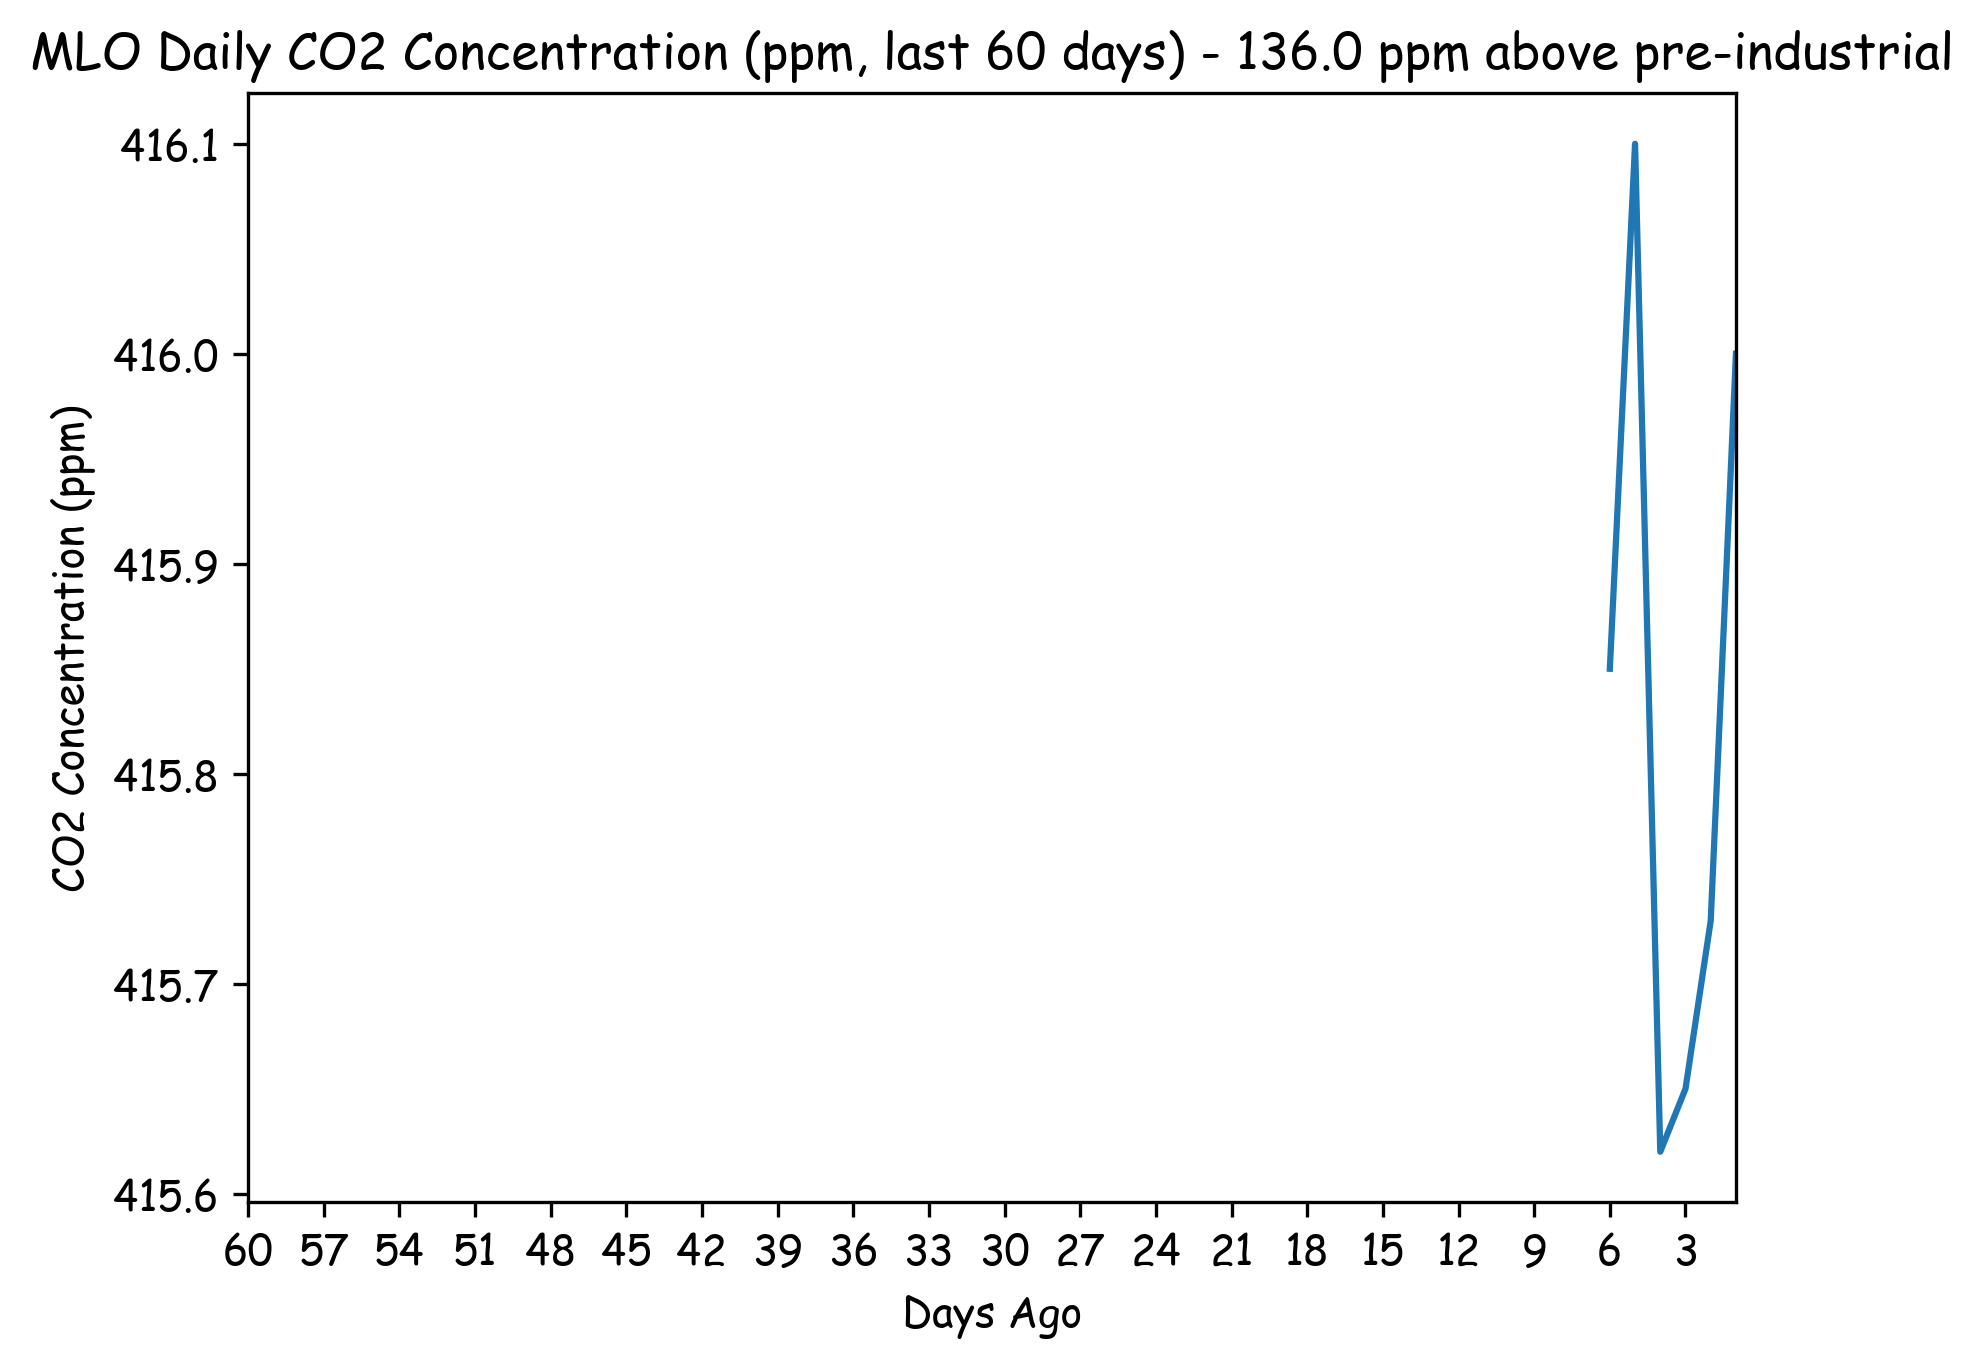 MLO Daily CO2 Concentration (ppm, last 60 days) - 136.0 ppm above pre-industrial
416.1
416.0
415.9
415.8
415.7
415.6
CO2 Concentration (ppm)
60 57 54 51 48 45 42 39 36 33 30 27 24 21 18 15 12 9 6 3
Days Ago